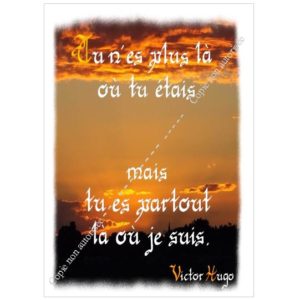 Tu n'es plus là
où tu étais
mais
tu es partout
là où je suis.
Victor Hugo
Copie non autorisée
Copie non autorisée